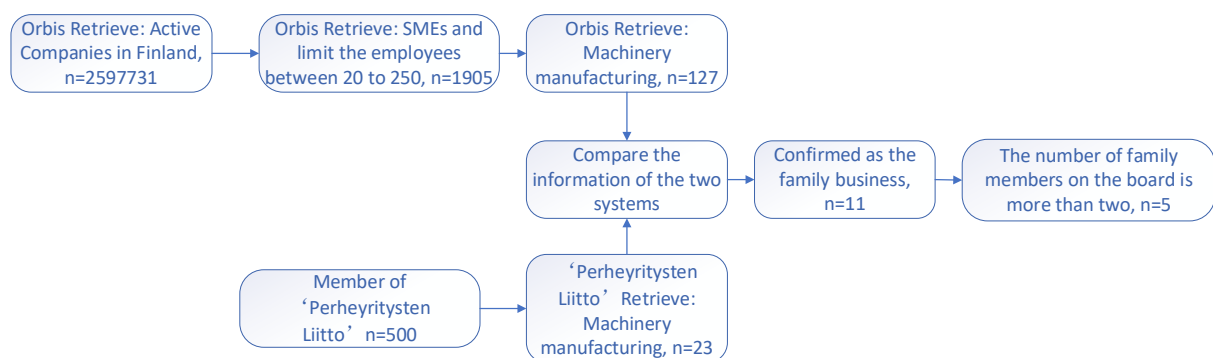 Orbis Retrieve: Active
Companies in Finland,
n=2597731
Orbis Retrieve: SMEs and
limit the employees
between 20 to 250, n=1905
Orbis Retrieve:
Machinery
manufacturing, n=127
Compare the
information of the two
systems
Confirmed as the
family business,
n=11
The number of family
members on the board is
more than two, n=5
Member of
‘Perheyritysten
Liitto’ n=500
‘Perheyritysten
Liitto’ Retrieve:
Machinery
manufacturing, n=23